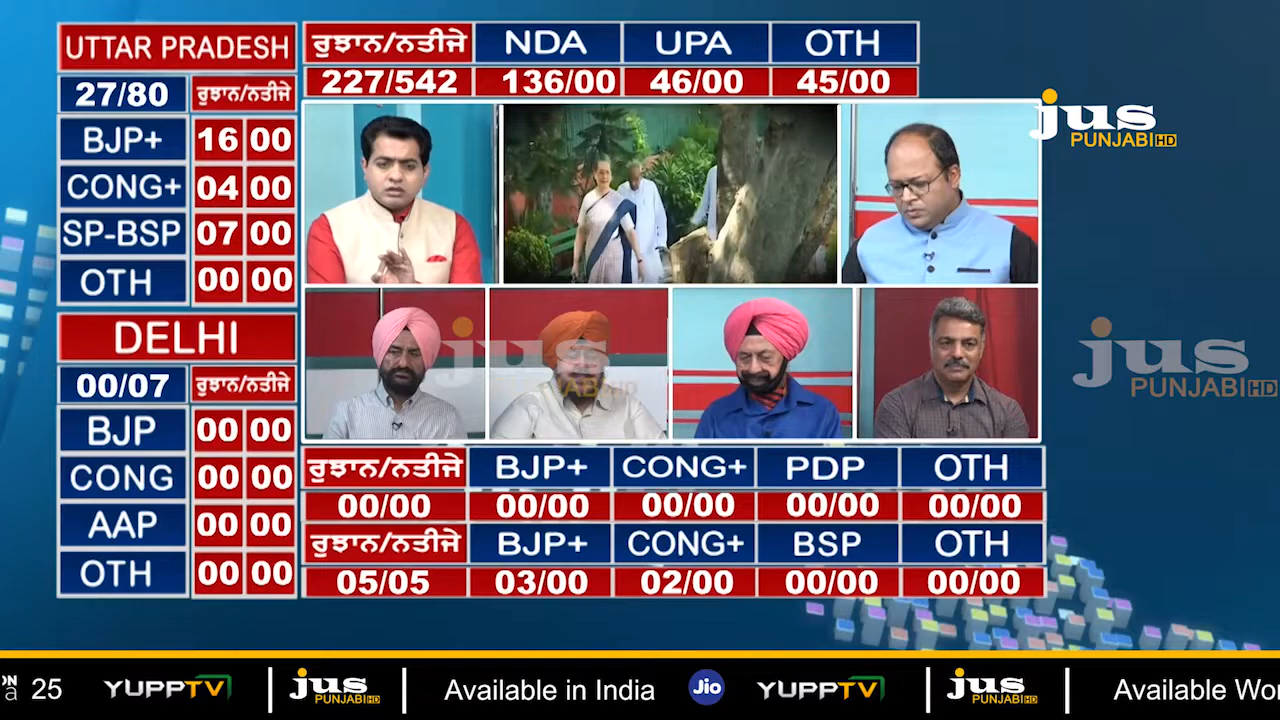 UTTAR PRADESH
27/80 ਰੁਝਾਨ/ਨਤੀਜੇ
BJP+ 16 00
CONG+ 04 00
SP-BSP 07 00
OTH 00 00
DELHI
00/07 ਰੁਝਾਨ/ਨਤੀਜੇ
BJP 00 00
CONG 00 00
AAP 00 00
OTH 00 00
ਰੁਝਾਨ/ਨਤੀਜੇ NDA UPA OTH
227/542 136/00 46/00 45/00
jus
PUNJABI HD
jus
PUNJABI HD
jus
PUNJABI HD
ਰੁਝਾਨ/ਨਤੀਜੇ BJP+ CONG+ PDP OTH
00/00 00/00 00/00 00/00 00/00
ਰੁਝਾਨ/ਨਤੀਜੇ BJP+ CONG+ BSP OTH
05/05 03/00 02/00 00/00 00/00
25 YUPPTV jus PUNJABI HD Available in India Jio YUPPTV jus PUNJABI HD Available